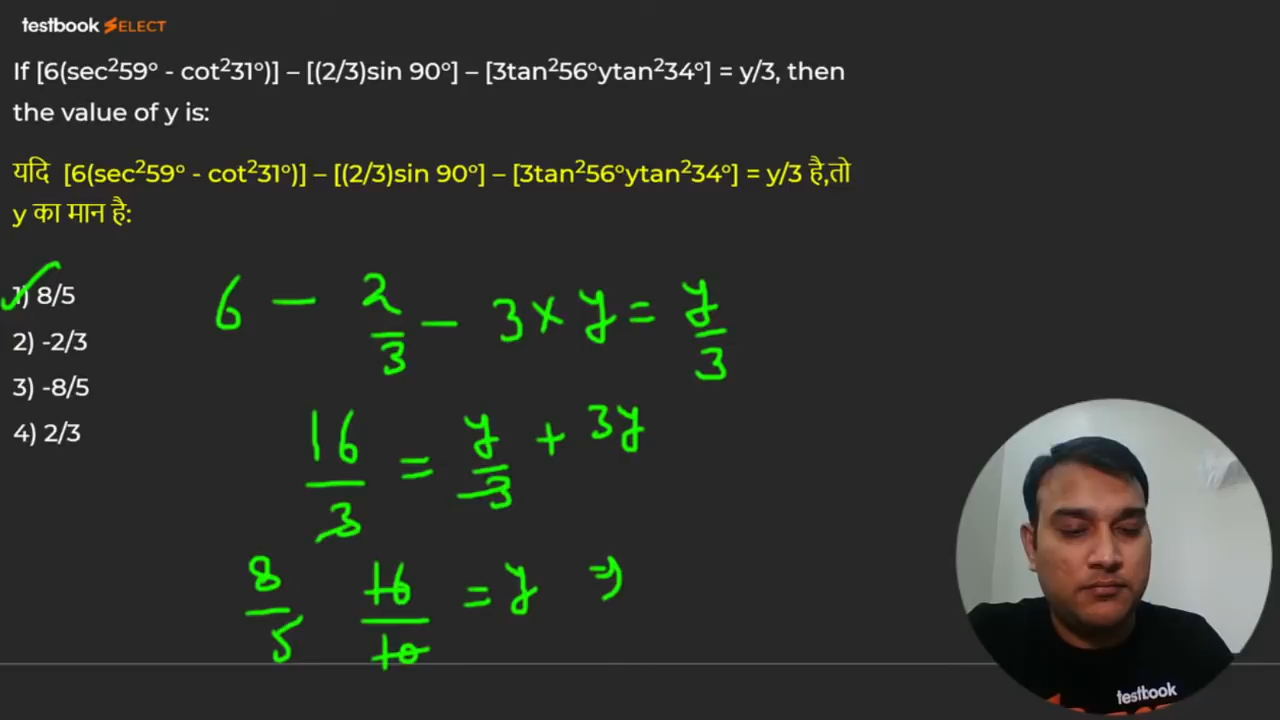 testbook SELECT
If [6(sec²59° - cot²31°)] – [(2/3)sin 90°] – [3tan²56°ytan²34°] = y/3, then
the value of y is:
यदि [6(sec²59° - cot²31°)] – [(2/3)sin 90°] – [3tan²56°ytan²34°] = y/3 है,तो
y का मान है:
1) 8/5
2) -2/3
3) -8/5
4) 2/3
6 - 2/3 - 3 × y = y/3
16/3 = y/3 + 3y
8/5 16/10 = y ⇒
testbook